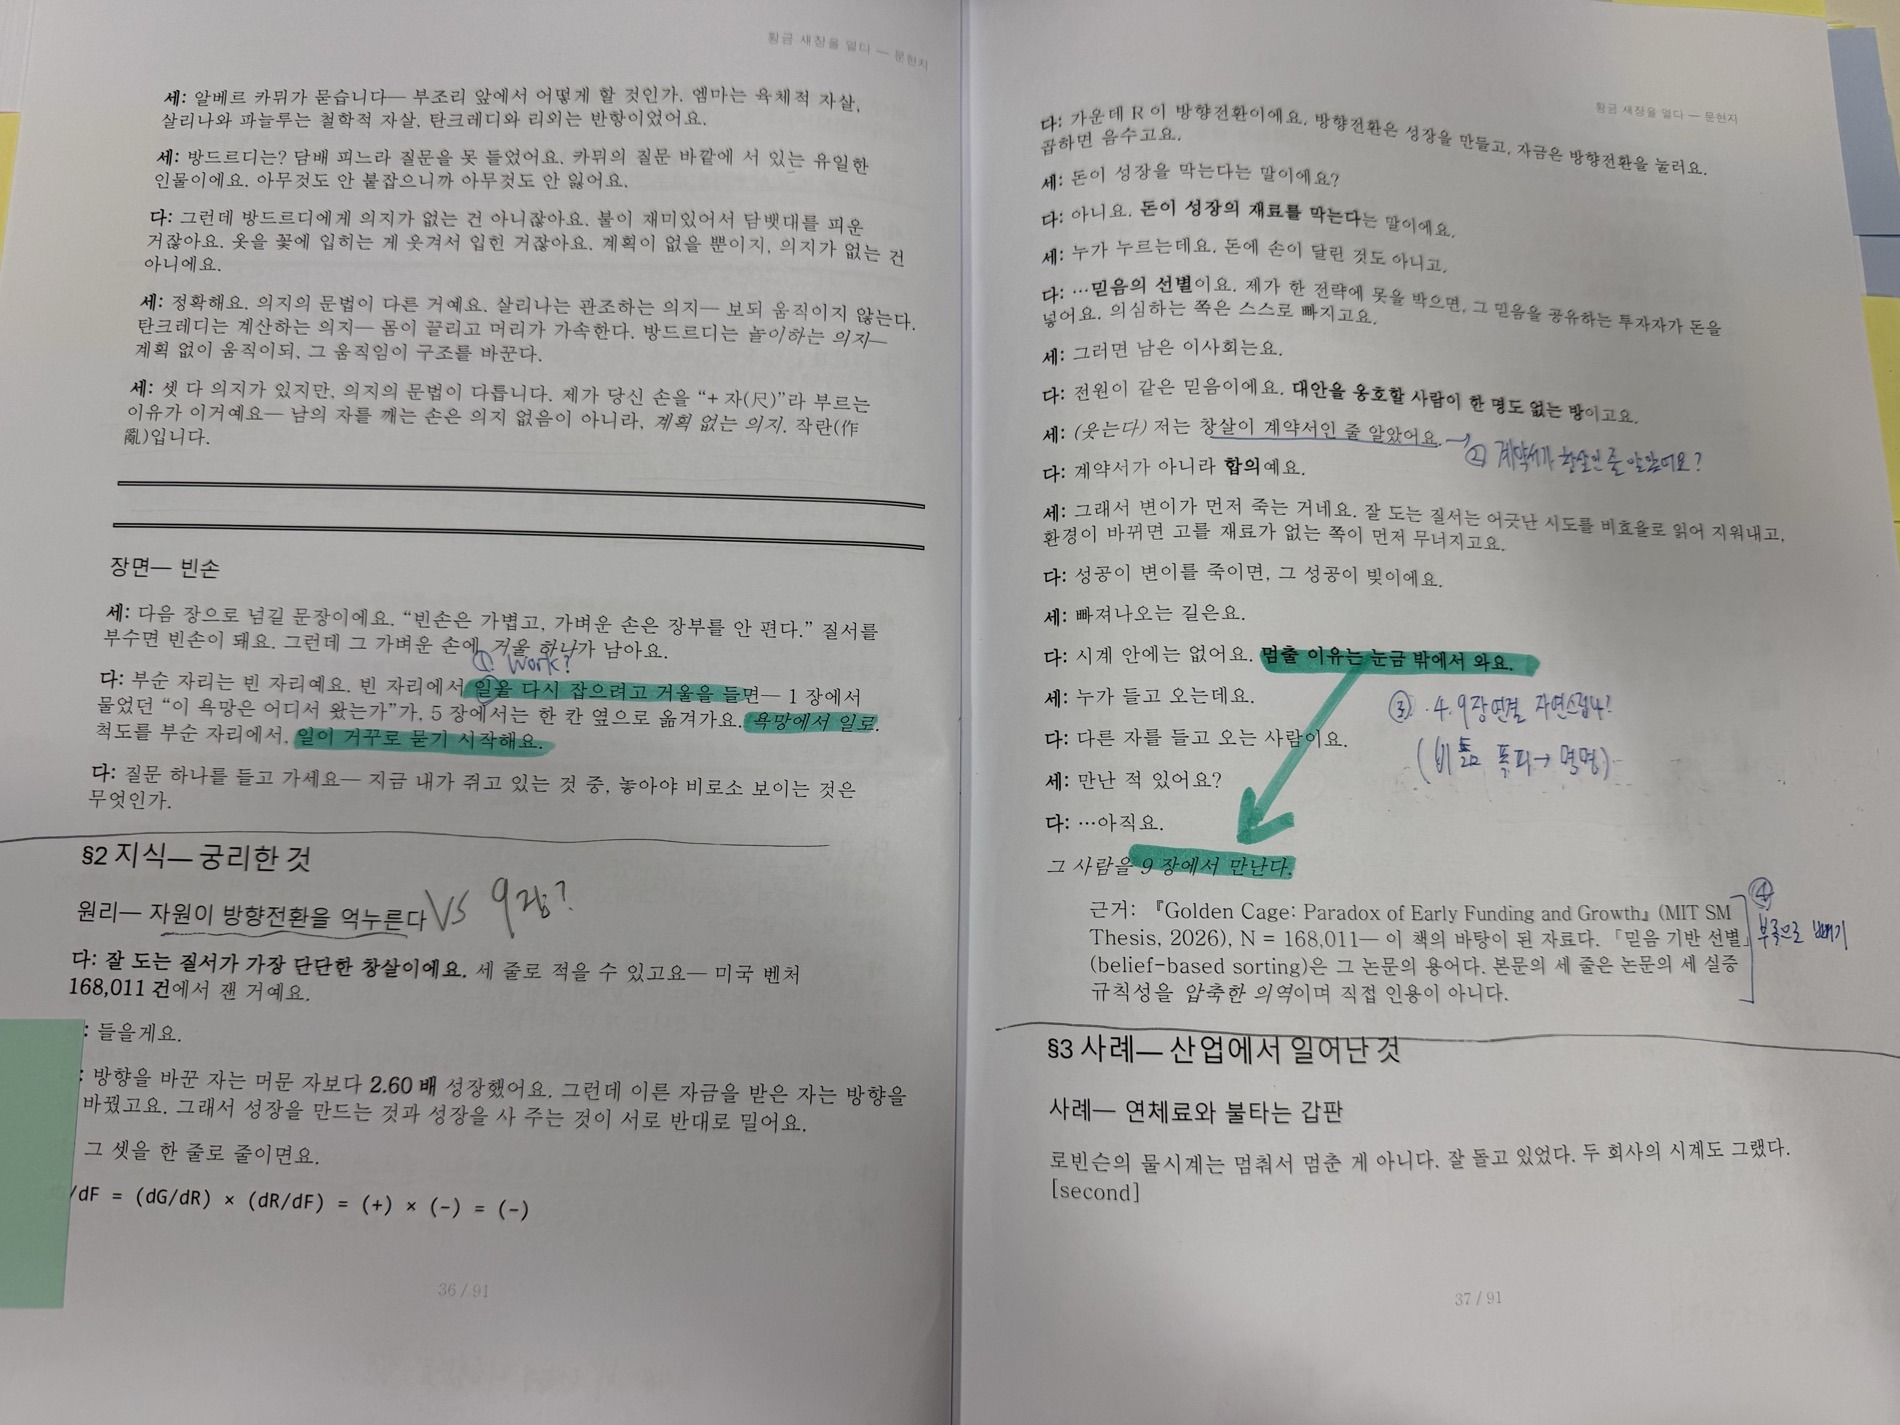 황금 새장을 열다 — 문현지
세: 알베르 카뮈가 묻습니다— 부조리 앞에서 어떻게 할 것인가. 엠마는 육체적 자살,
살리나와 파늘루는 철학적 자살, 탄크레디와 리외는 반항이었어요.
세: 방드르디는? 담배 피느라 질문을 못 들었어요. 카뮈의 질문 바깥에 서 있는 유일한
인물이에요. 아무것도 안 붙잡으니까 아무것도 안 잃어요.
다: 그런데 방드르디에게 의지가 없는 건 아니잖아요. 불이 재미있어서 담뱃대를 피운
거잖아요. 옷을 꽃에 입히는 게 웃겨서 입힌 거잖아요. 계획이 없을 뿐이지, 의지가 없는 건
아니에요.
세: 정확해요. 의지의 문법이 다른 거예요. 살리나는 관조하는 의지— 보되 움직이지 않는다.
탄크레디는 계산하는 의지— 몸이 끌리고 머리가 가속한다. 방드르디는 놀이하는 의지—
계획 없이 움직이되, 그 움직임이 구조를 바꾼다.
세: 셋 다 의지가 있지만, 의지의 문법이 다릅니다. 제가 당신 손을 “+ 자(尺)”라 부르는
이유가 이거예요— 남의 자를 깨는 손은 의지 없음이 아니라, 계획 없는 의지. 작란(作
亂)입니다.
장면— 빈손
세: 다음 장으로 넘길 문장이에요. “빈손은 가볍고, 가벼운 손은 장부를 안 편다.” 질서를
부수면 빈손이 돼요. 그런데 그 가벼운 손에, 거울 하나가 남아요.
① Work?
다: 부순 자리는 빈 자리예요. 빈 자리에서 일을 다시 잡으려고 거울을 들면— 1 장에서
물었던 “이 욕망은 어디서 왔는가”가, 5 장에서는 한 칸 옆으로 옮겨가요. 욕망에서 일로.
척도를 부순 자리에서, 일이 거꾸로 묻기 시작해요.
다: 질문 하나를 들고 가세요— 지금 내가 쥐고 있는 것 중, 놓아야 비로소 보이는 것은
무엇인가.
§2 지식— 궁리한 것
원리— 자원이 방향전환을 억누른다 VS 9장?
다: 잘 도는 질서가 가장 단단한 창살이에요. 세 줄로 적을 수 있고요— 미국 벤처
168,011 건에서 잰 거예요.
: 들을게요.
: 방향을 바꾼 자는 머문 자보다 2.60 배 성장했어요. 그런데 이른 자금을 받은 자는 방향을
바꿨고요. 그래서 성장을 만드는 것과 성장을 사 주는 것이 서로 반대로 밀어요.
그 셋을 한 줄로 줄이면요.
/dF = (dG/dR) × (dR/dF) = (+) × (-) = (-)
36 / 91
황금 새장을 열다 — 문현지
다: 가운데 R 이 방향전환이에요. 방향전환은 성장을 만들고, 자금은 방향전환을 눌러요.
곱하면 음수고요.
세: 돈이 성장을 막는다는 말이에요?
다: 아니요. 돈이 성장의 재료를 막는다는 말이에요.
세: 누가 누르는데요. 돈에 손이 달린 것도 아니고.
다: …믿음의 선별이요. 제가 한 전략에 못을 박으면, 그 믿음을 공유하는 투자자가 돈을
넣어요. 의심하는 쪽은 스스로 빠지고요.
세: 그러면 남은 이사회는요.
다: 전원이 같은 믿음이에요. 대안을 옹호할 사람이 한 명도 없는 방이고요.
세: (웃는다) 저는 창살이 계약서인 줄 알았어요. → ② 계약서가 창살인 줄 알았어요?
다: 계약서가 아니라 합의예요.
세: 그래서 변이가 먼저 죽는 거네요. 잘 도는 질서는 어긋난 시도를 비효율로 읽어 지워내고,
환경이 바뀌면 고를 재료가 없는 쪽이 먼저 무너지고요.
다: 성공이 변이를 죽이면, 그 성공이 빚이에요.
세: 빠져나오는 길은요.
다: 시계 안에는 없어요. 멈출 이유는 눈금 밖에서 와요.
세: 누가 들고 오는데요.
③ 4.9장 연결 자연스럽나?
다: 다른 자를 들고 오는 사람이요.
(비틂 폭파→명명)
세: 만난 적 있어요?
다: …아직요.
그 사람을 9 장에서 만난다.
근거: 『Golden Cage: Paradox of Early Funding and Growth』(MIT SM
Thesis, 2026), N = 168,011— 이 책의 바탕이 된 자료다. 「믿음 기반 선별」
(belief-based sorting)은 그 논문의 용어다. 본문의 세 줄은 논문의 세 실증
규칙성을 압축한 의역이며 직접 인용이 아니다.
④ 부록으로 빼기
§3 사례— 산업에서 일어난 것
사례— 연체료와 불타는 갑판
로빈슨의 물시계는 멈춰서 멈춘 게 아니다. 잘 돌고 있었다. 두 회사의 시계도 그랬다.
[second]
37 / 91